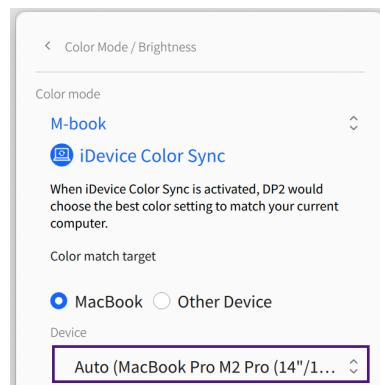 Color Mode / Brightness
Color mode
M-book
iDevice Color Sync
When iDevice Color Sync is activated, DP2 would
choose the best color setting to match your current
computer.
Color match target
MacBook Other Device
Device
Auto (MacBook Pro M2 Pro (14"/1...